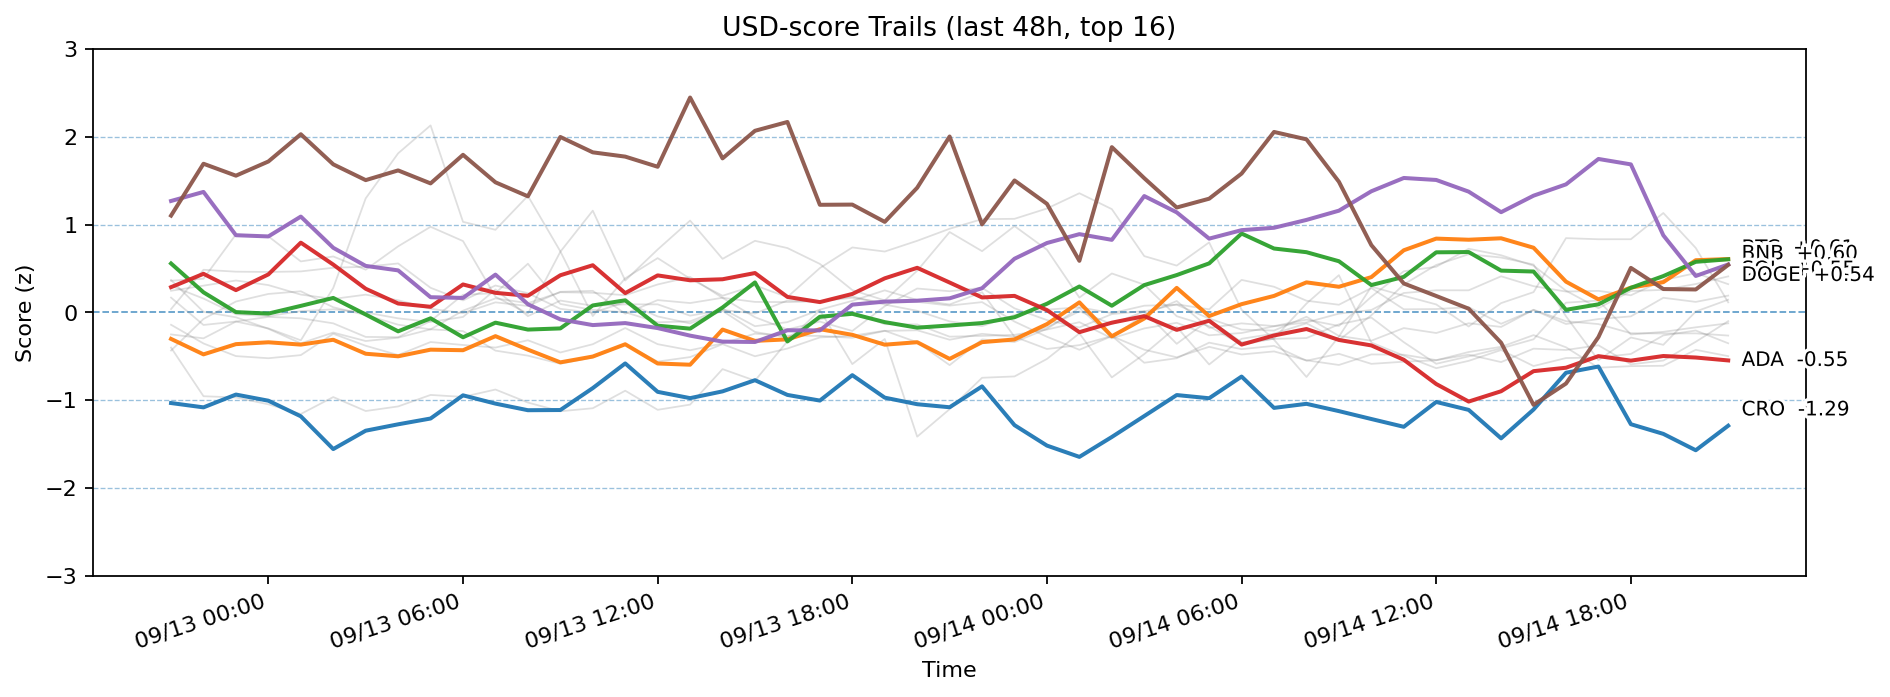 USD-score Trails (last 48h, top 16)
Score (z)
3
2
1
0
−1
−2
−3
BNB +0.60
DOGE +0.54
ADA -0.55
CRO -1.29
09/13 00:00
09/13 06:00
09/13 12:00
09/13 18:00
09/14 00:00
09/14 06:00
09/14 12:00
09/14 18:00
Time